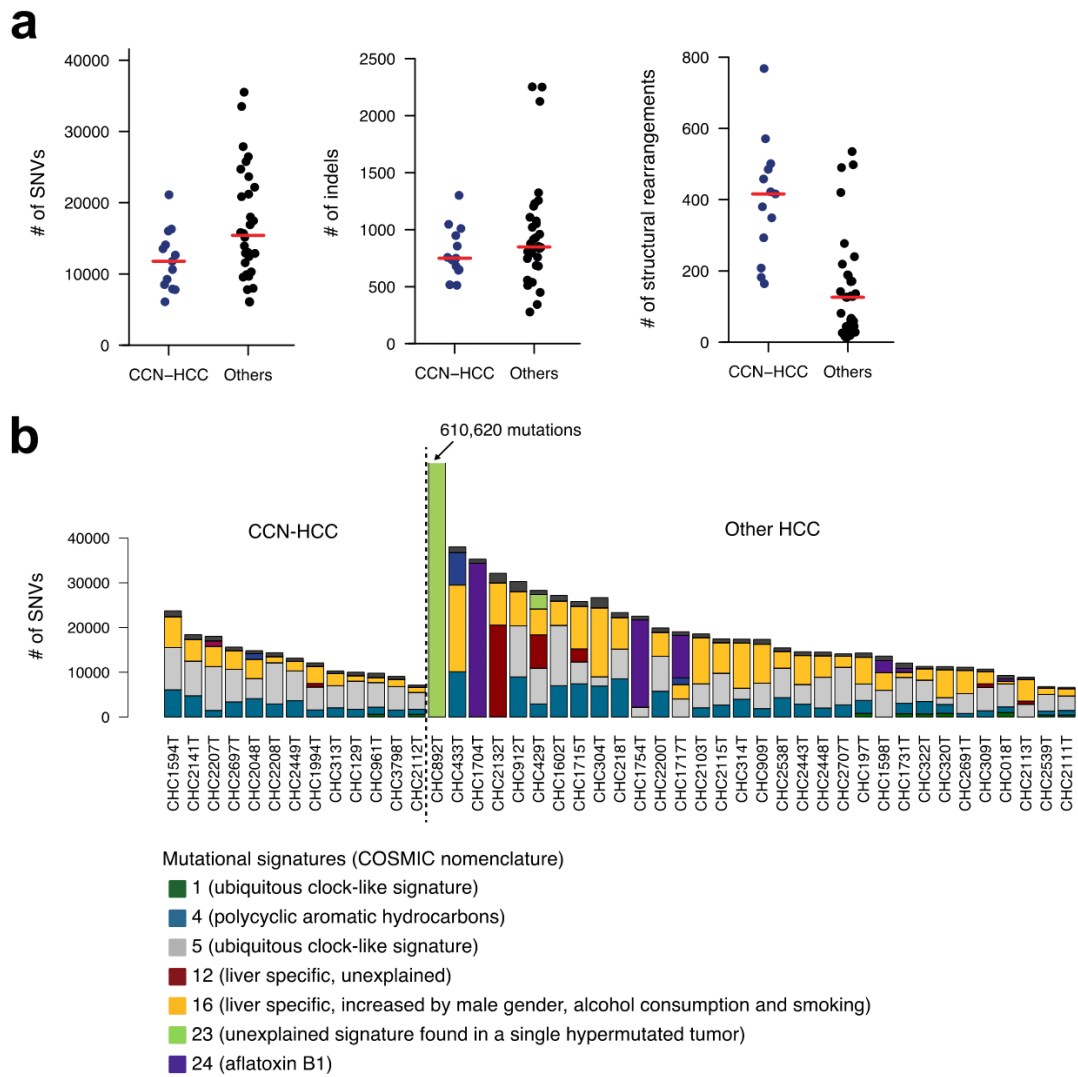 a
40000
30000
20000
10000
0
# of SNVs
CCN−HCC
Others
2500
2000
1500
1000
500
0
# of indels
CCN−HCC
Others
800
600
400
200
0
# of structural rearrangements
CCN−HCC
Others
b
610,620 mutations
CCN-HCC
Other HCC
40000
30000
20000
10000
0
# of SNVs
CHC1594T
CHC2141T
CHC2207T
CHC2697T
CHC2048T
CHC2208T
CHC2449T
CHC1994T
CHC313T
CHC129T
CHC961T
CHC3798T
CHC2112T
CHC892T
CHC433T
CHC1704T
CHC2132T
CHC912T
CHC429T
CHC1602T
CHC1715T
CHC304T
CHC218T
CHC1754T
CHC2200T
CHC1717T
CHC2103T
CHC2115T
CHC314T
CHC909T
CHC2538T
CHC2443T
CHC2448T
CHC2707T
CHC197T
CHC1598T
CHC1731T
CHC322T
CHC320T
CHC2691T
CHC309T
CHC018T
CHC2113T
CHC2539T
CHC2111T
Mutational signatures (COSMIC nomenclature)
1 (ubiquitous clock-like signature)
4 (polycyclic aromatic hydrocarbons)
5 (ubiquitous clock-like signature)
12 (liver specific, unexplained)
16 (liver specific, increased by male gender, alcohol consumption and smoking)
23 (unexplained signature found in a single hypermutated tumor)
24 (aflatoxin B1)